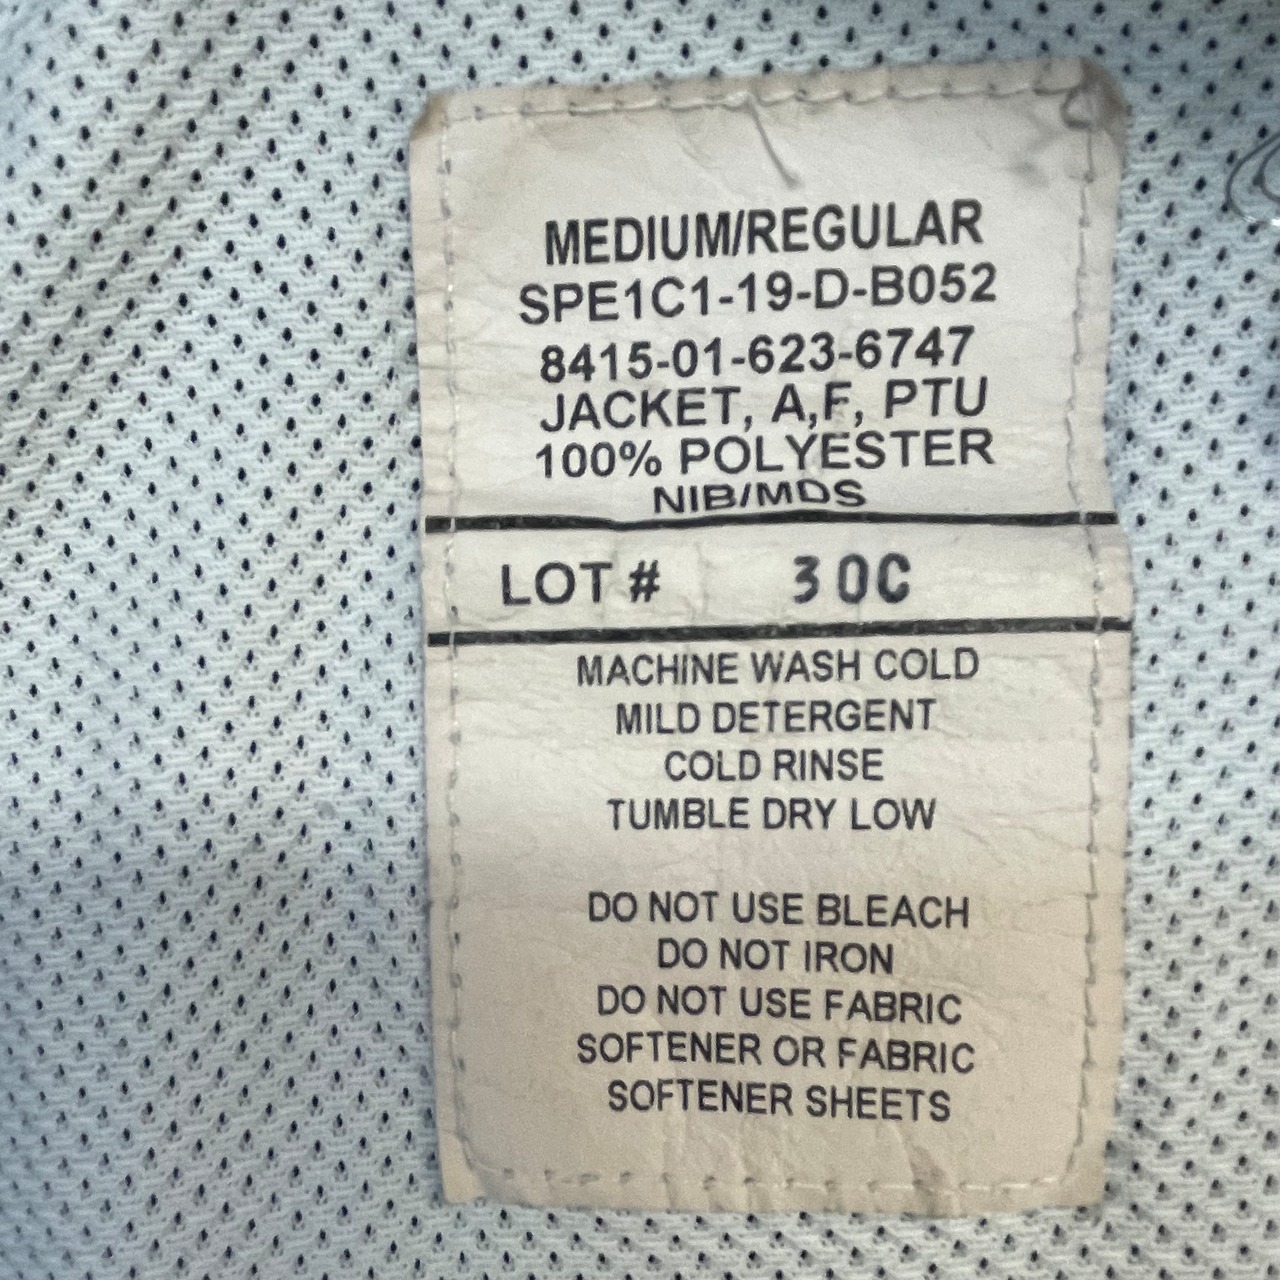 MEDIUM/REGULAR
SPE1C1-19-D-B052
8415-01-623-6747
JACKET, A,F, PTU
100% POLYESTER
NIB/MDS
LOT # 30C
MACHINE WASH COLD
MILD DETERGENT
COLD RINSE
TUMBLE DRY LOW
DO NOT USE BLEACH
DO NOT IRON
DO NOT USE FABRIC
SOFTENER OR FABRIC
SOFTENER SHEETS